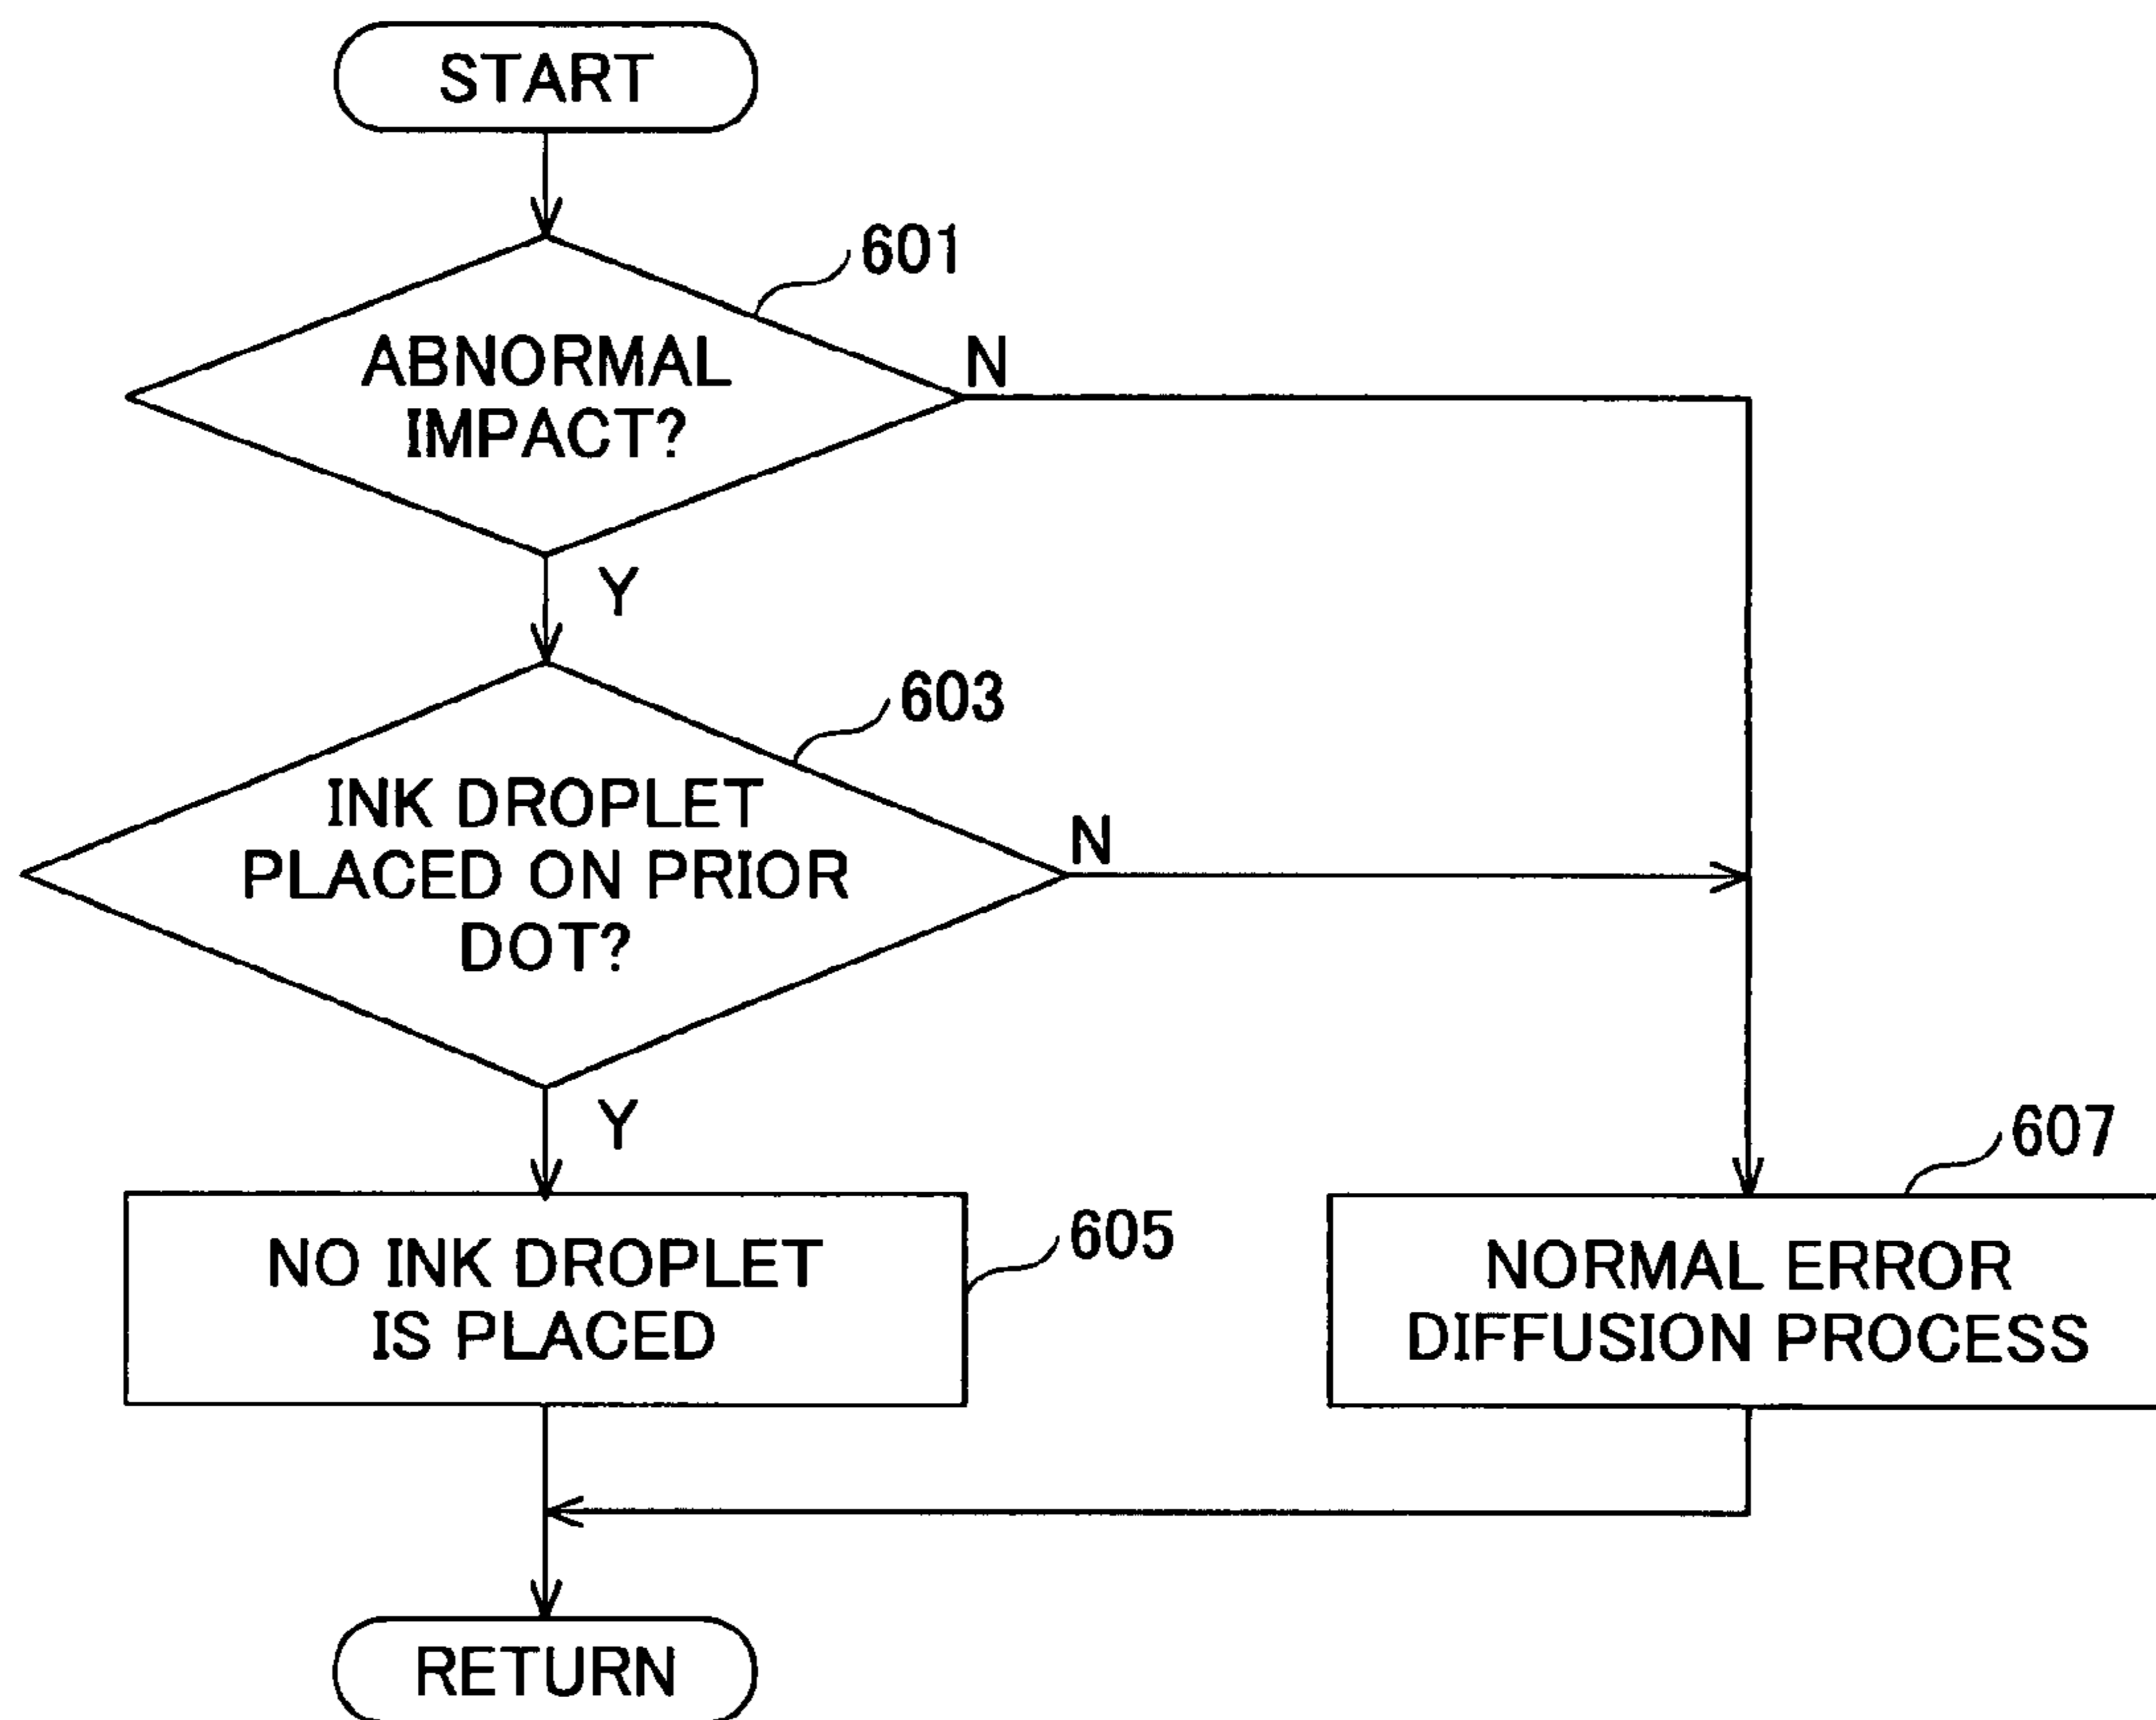 START
601
ABNORMAL
IMPACT?
N
Y
603
INK DROPLET
PLACED ON PRIOR
DOT?
N
Y
605
NO INK DROPLET
IS PLACED
607
NORMAL ERROR
DIFFUSION PROCESS
RETURN